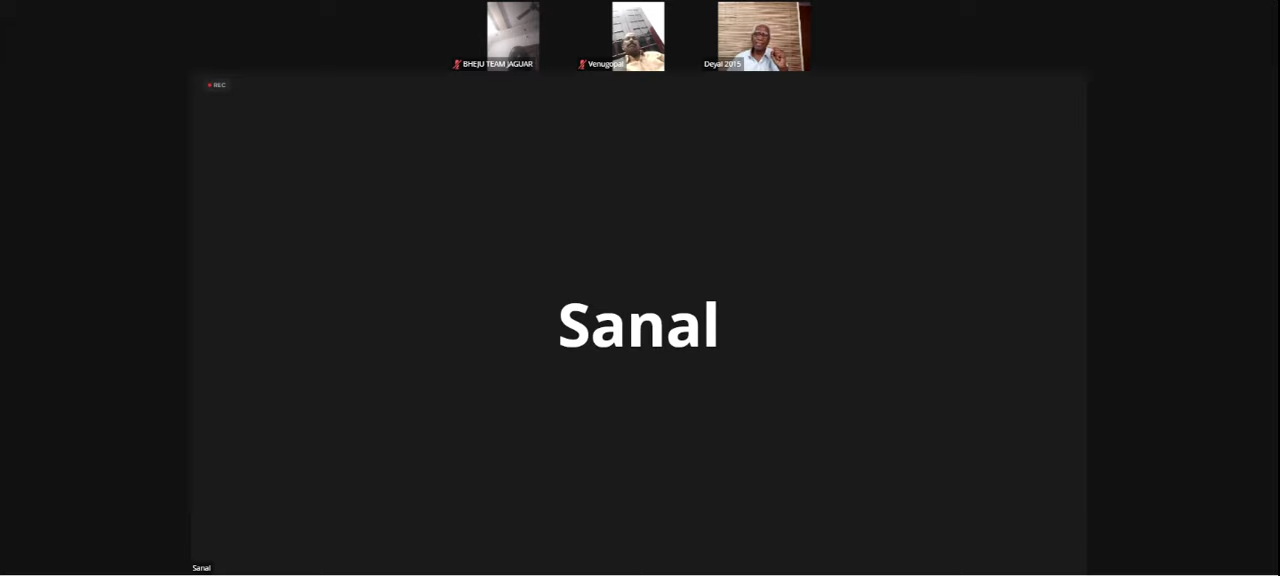 BHEJU TEAM JAGUAR
Venugopal
Deyal 2015
REC
Sanal
Sanal